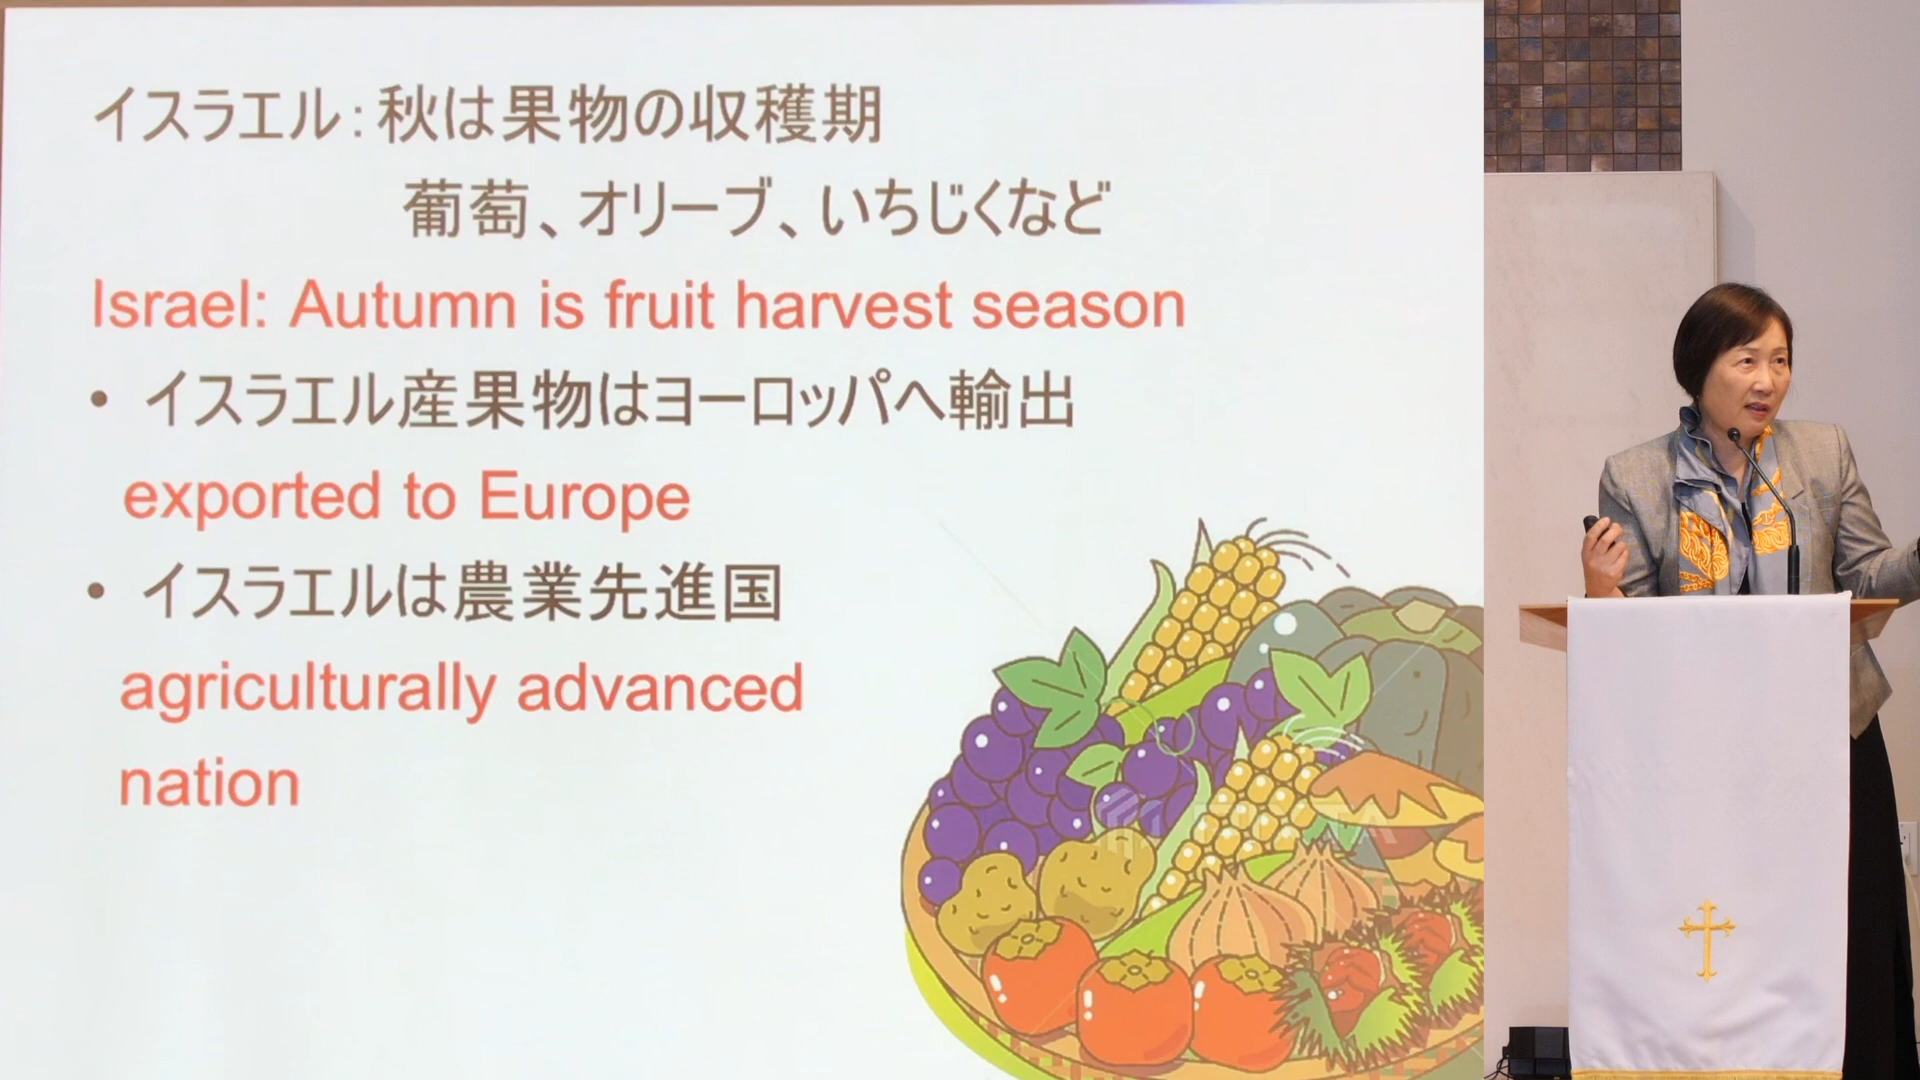 イスラエル：秋は果物の収穫期
葡萄、オリーブ、いちじくなど
Israel: Autumn is fruit harvest season
• イスラエル産果物はヨーロッパへ輸出
exported to Europe
• イスラエルは農業先進国
agriculturally advanced
nation